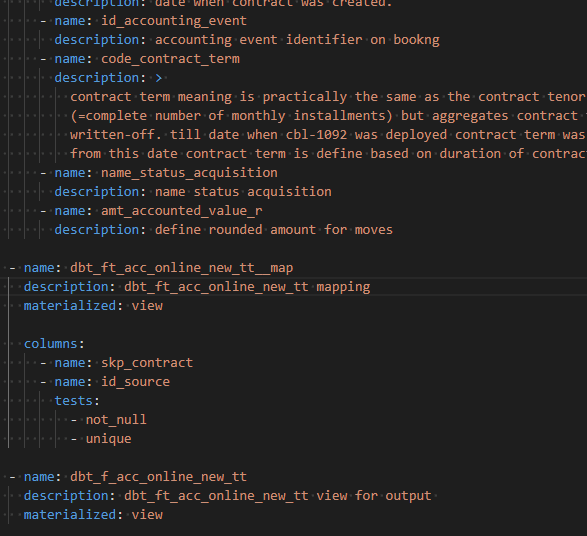 description: date when contract was created.
- name: id_accounting_event
description: accounting event identifier on bookng
- name: code_contract_term
description: >
contract term meaning is practically the same as the contract tenor
(=complete number of monthly installments) but aggregates contract
written-off. till date when cbl-1092 was deployed contract term was
from this date contract term is define based on duration of contrac
- name: name_status_acquisition
description: name status acquisition
- name: amt_accounted_value_r
description: define rounded amount for moves
- name: dbt_ft_acc_online_new_tt__map
description: dbt_ft_acc_online_new_tt mapping
materialized: view
columns:
- name: skp_contract
- name: id_source
tests:
- not_null
- unique
- name: dbt_f_acc_online_new_tt
description: dbt_ft_acc_online_new_tt view for output
materialized: view